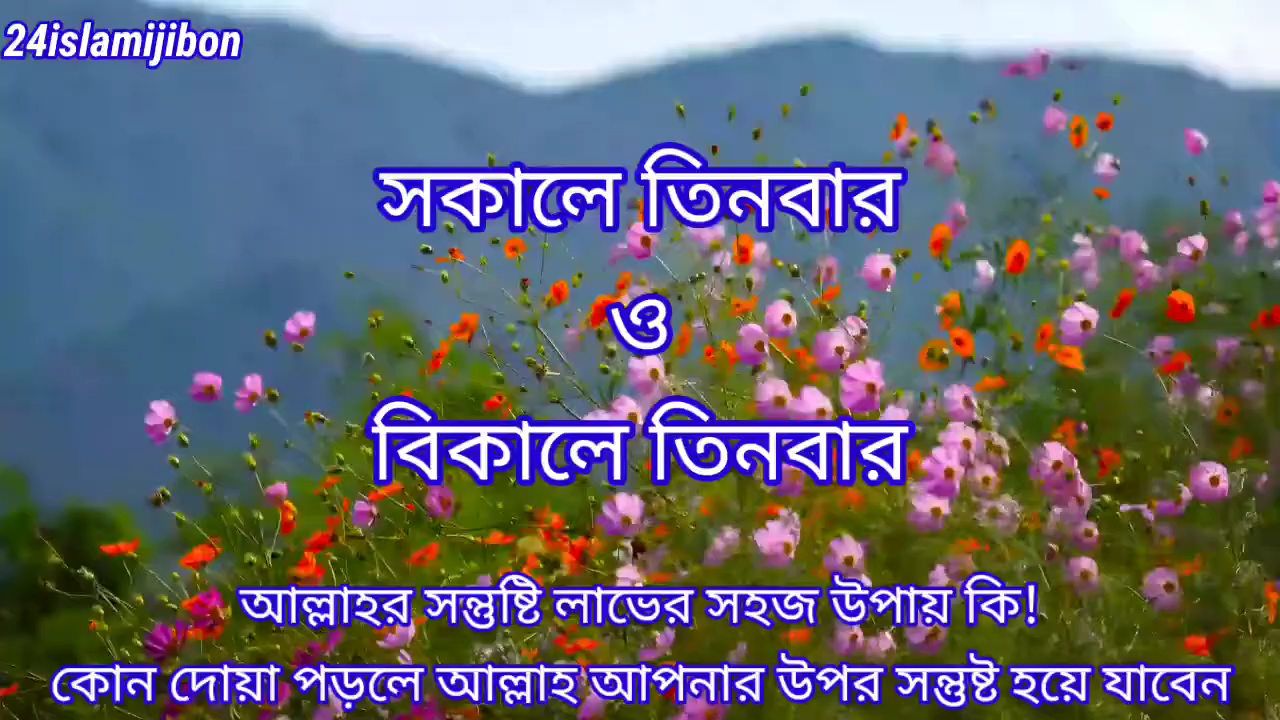 24islamijibon
সকালে তিনবার
ও
বিকালে তিনবার
আল্লাহর সন্তুষ্টি লাভের সহজ উপায় কি!
কোন দোয়া পড়লে আল্লাহ আপনার উপর সন্তুষ্ট হয়ে যাবেন